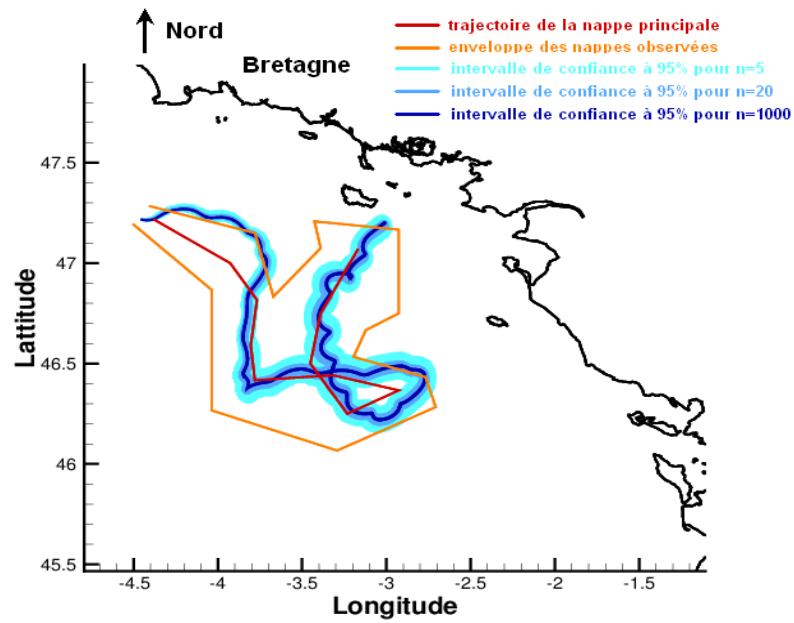 Nord
Bretagne
trajectoire de la nappe principale
enveloppe des nappes observées
intervalle de confiance à 95% pour n=5
intervalle de confiance à 95% pour n=20
intervalle de confiance à 95% pour n=1000
Lattitude
47.5
47
46.5
46
45.5
-4.5 -4 -3.5 -3 -2.5 -2 -1.5
Longitude